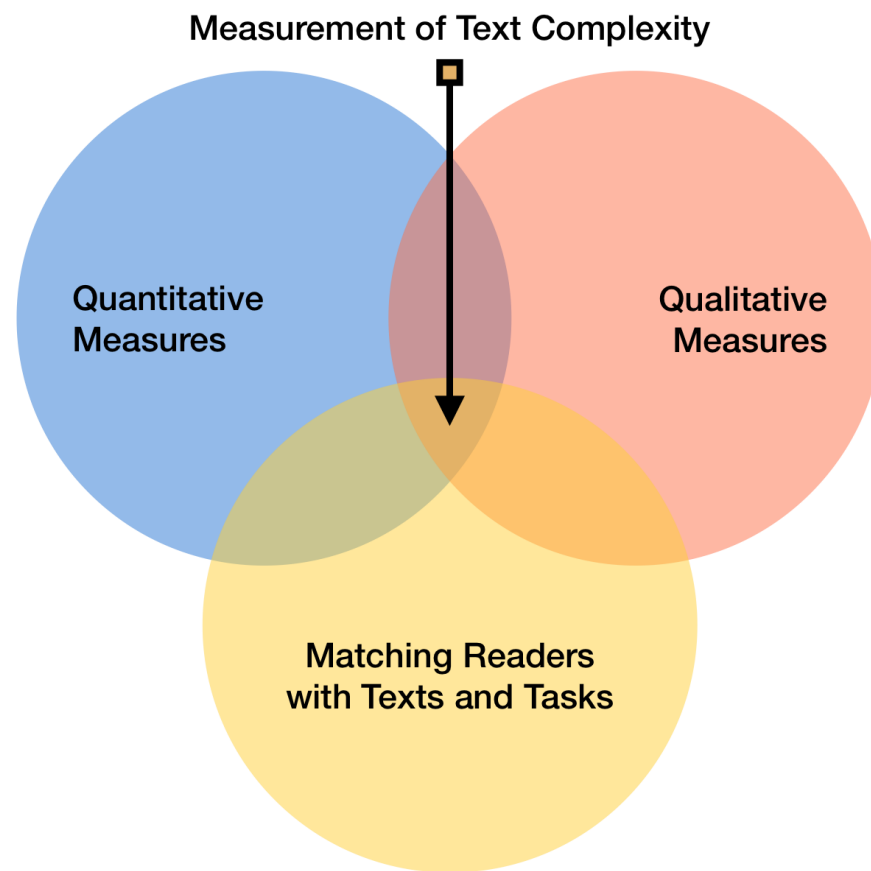 Measurement of Text Complexity
Quantitative
Measures
Qualitative
Measures
Matching Readers
with Texts and Tasks